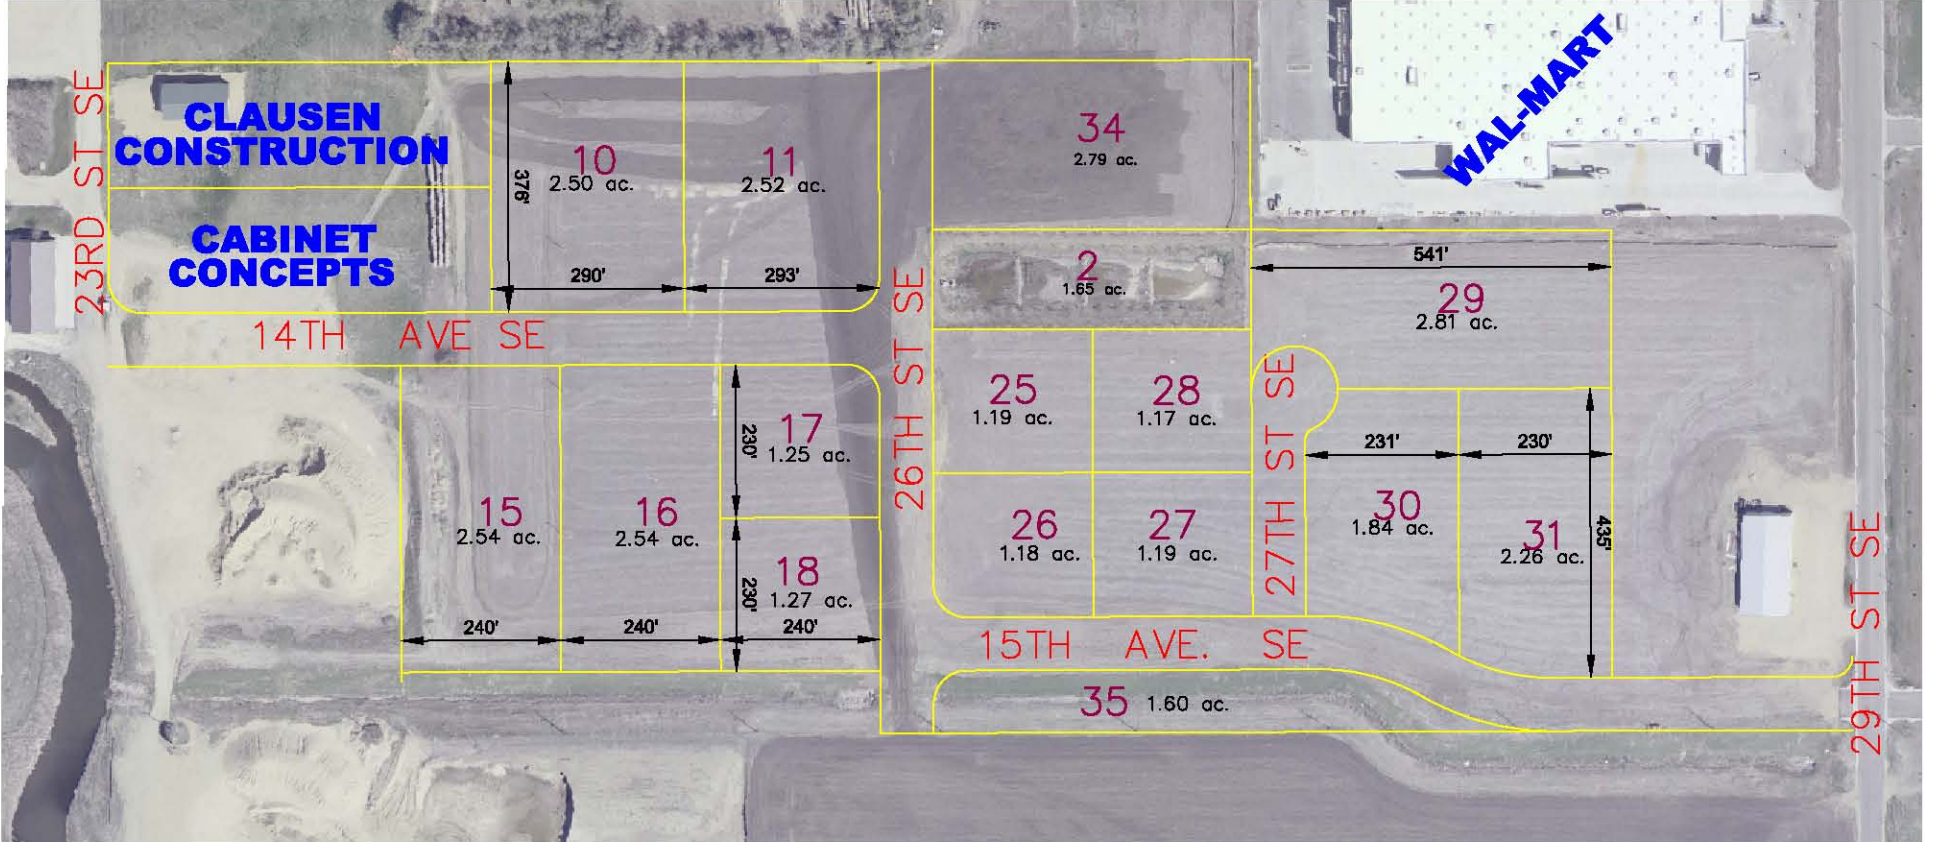 23RD ST SE
CLAUSEN
CONSTRUCTION
CABINET
CONCEPTS
376'
10
2.50 ac.
11
2.52 ac.
290'
293'
34
2.79 ac.
WAL-MART
2
1.65 ac.
541'
29
2.81 ac.
14TH AVE SE
26TH ST SE
25
1.19 ac.
28
1.17 ac.
27TH ST SE
17
1.25 ac.
230'
231'
230'
15
2.54 ac.
16
2.54 ac.
26
1.18 ac.
27
1.19 ac.
30
1.84 ac.
31
2.26 ac.
435'
18
1.27 ac.
230'
240'
240'
240'
15TH AVE. SE
35 1.60 ac.
29TH ST SE